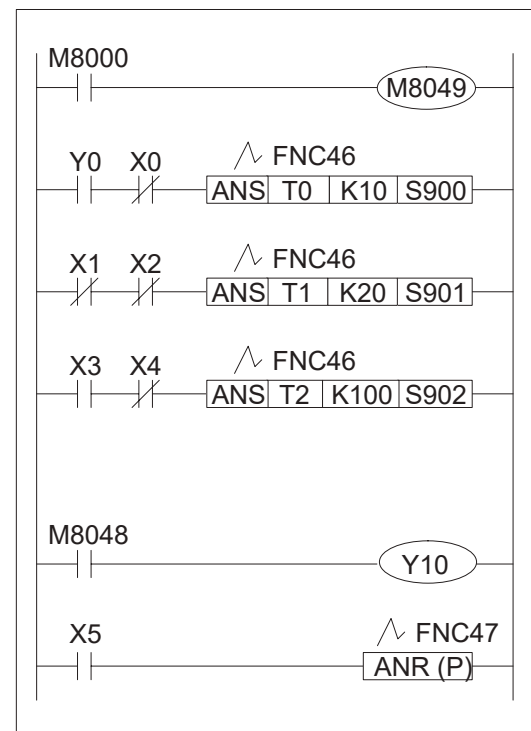 M8000
M8049
Y0 X0 FNC46
ANS T0 K10 S900
X1 X2 FNC46
ANS T1 K20 S901
X3 X4 FNC46
ANS T2 K100 S902
M8048
Y10
X5 FNC47
ANR (P)